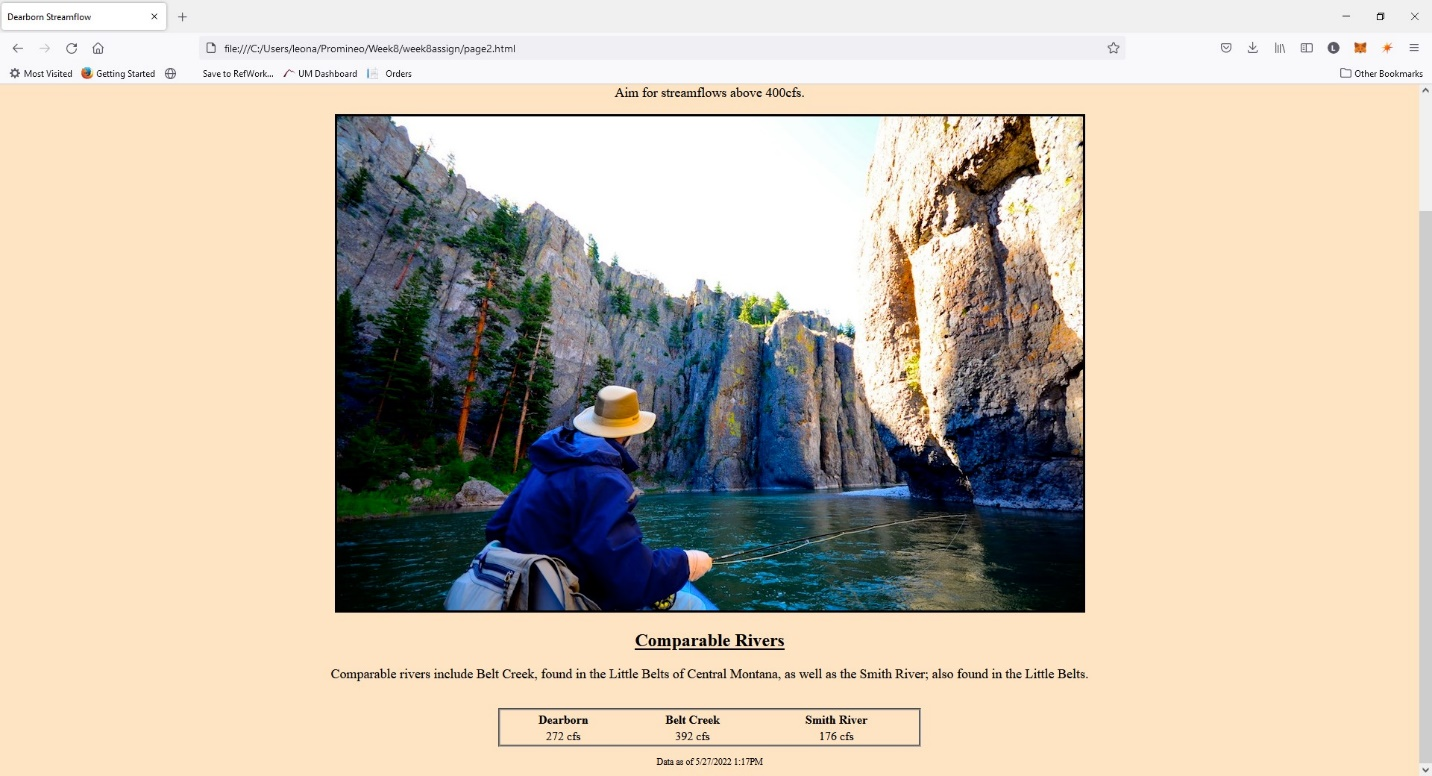 Dearborn Streamflow
file:///C:/Users/leona/Promineo/Week8/week8assign/page2.html
Most Visited Getting Started Save to RefWork... UM Dashboard Orders Other Bookmarks
Aim for streamflows above 400cfs.
Comparable Rivers
Comparable rivers include Belt Creek, found in the Little Belts of Central Montana, as well as the Smith River; also found in the Little Belts.
Dearborn Belt Creek Smith River
272 cfs 392 cfs 176 cfs
Data as of 5/27/2022 1:17PM